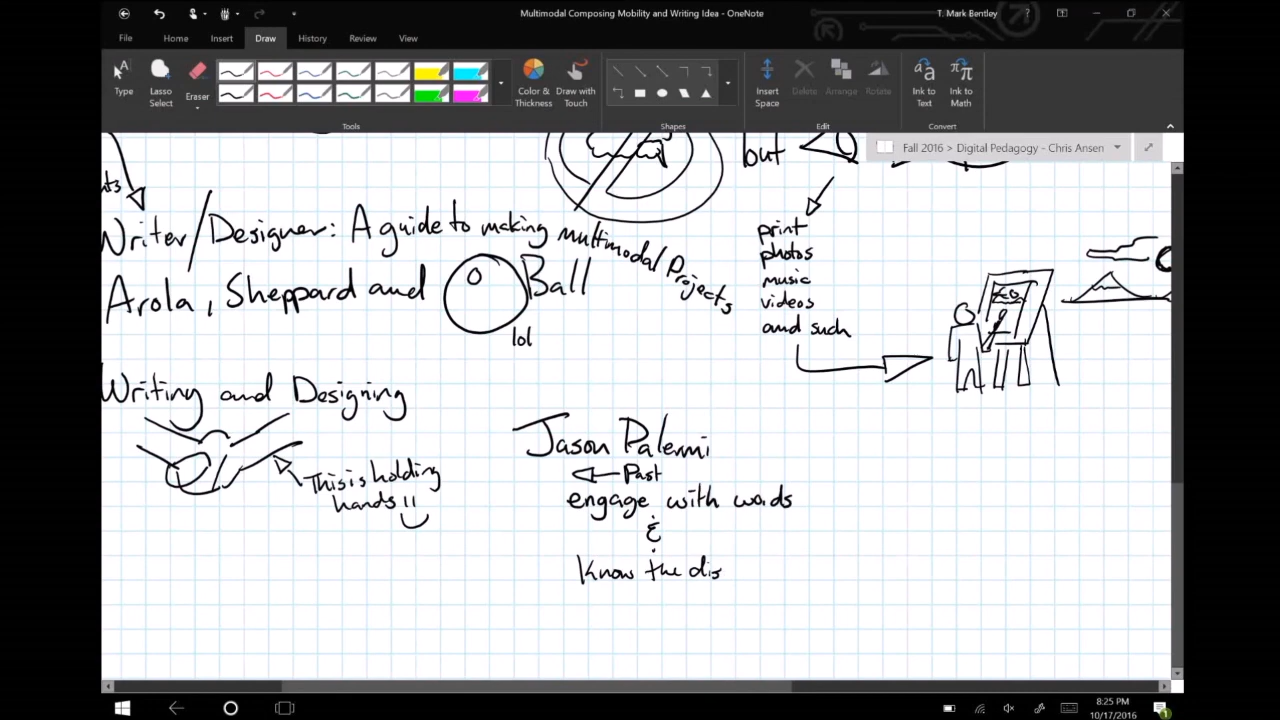 Multimodal Composing Mobility and Writing Idea - OneNote
T. Mark Bentley
?
File Home Insert Draw History Review View
Type
Lasso Select
Eraser
Color & Thickness
Draw with Touch
Insert Space
Delete
Arrange
Rotate
Ink to Text
Ink to Math
Tools
Shapes
Edit
Convert
Fall 2016 > Digital Pedagogy - Chris Ansen
but
Writer/Designer: A guide to making multimodal Projects
Arola, Sheppard and Ball
lol
print
photos
music
videos
and such
Writing and Designing
This is holding
hands !!
Jason Palermi
Past
engage with words
&
Know the dis
8:25 PM
10/17/2016
1